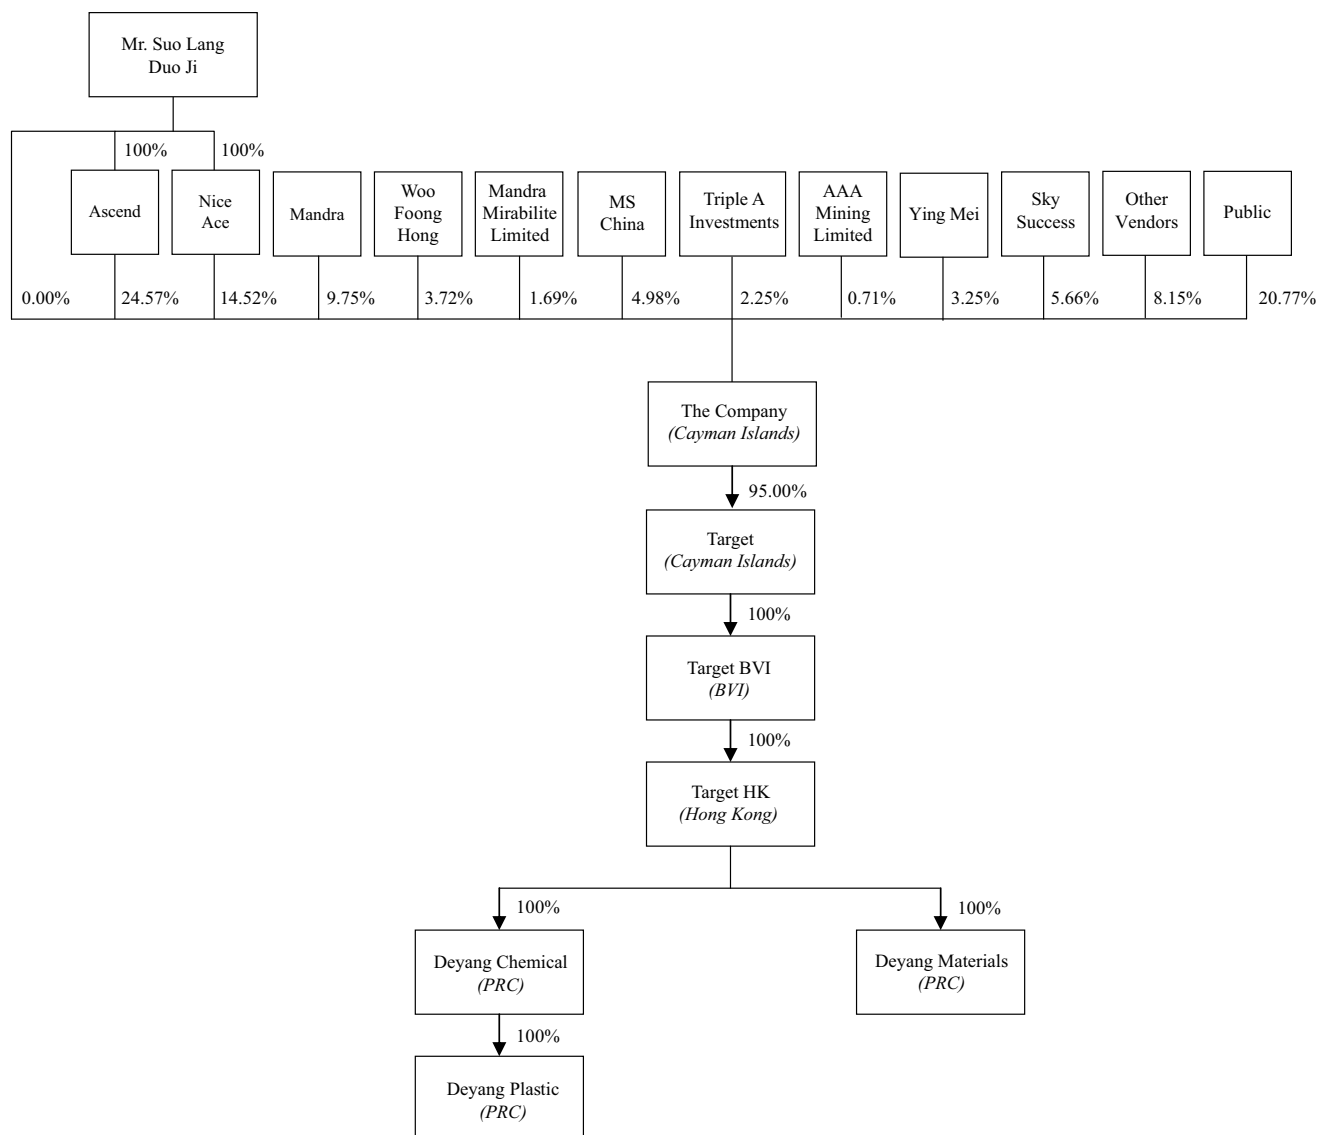 Mr. Suo Lang
Duo Ji
100%
100%
Ascend
Nice
Ace
Mandra
Woo
Foong
Hong
Mandra
Mirabilite
Limited
MS
China
Triple A
Investments
AAA
Mining
Limited
Ying Mei
Sky
Success
Other
Vendors
Public
0.00%
24.57%
14.52%
9.75%
3.72%
1.69%
4.98%
2.25%
0.71%
3.25%
5.66%
8.15%
20.77%
The Company
(Cayman Islands)
95.00%
Target
(Cayman Islands)
100%
Target BVI
(BVI)
100%
Target HK
(Hong Kong)
100%
100%
Deyang Chemical
(PRC)
Deyang Materials
(PRC)
100%
Deyang Plastic
(PRC)